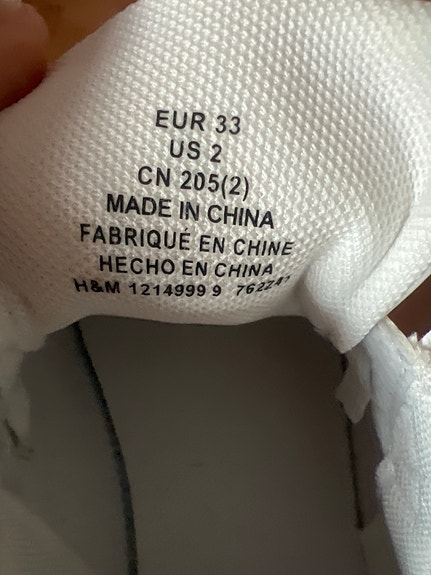 EUR 33
US 2
CN 205(2)
MADE IN CHINA
FABRIQUÉ EN CHINE
HECHO EN CHINA
H&M 1214999 9